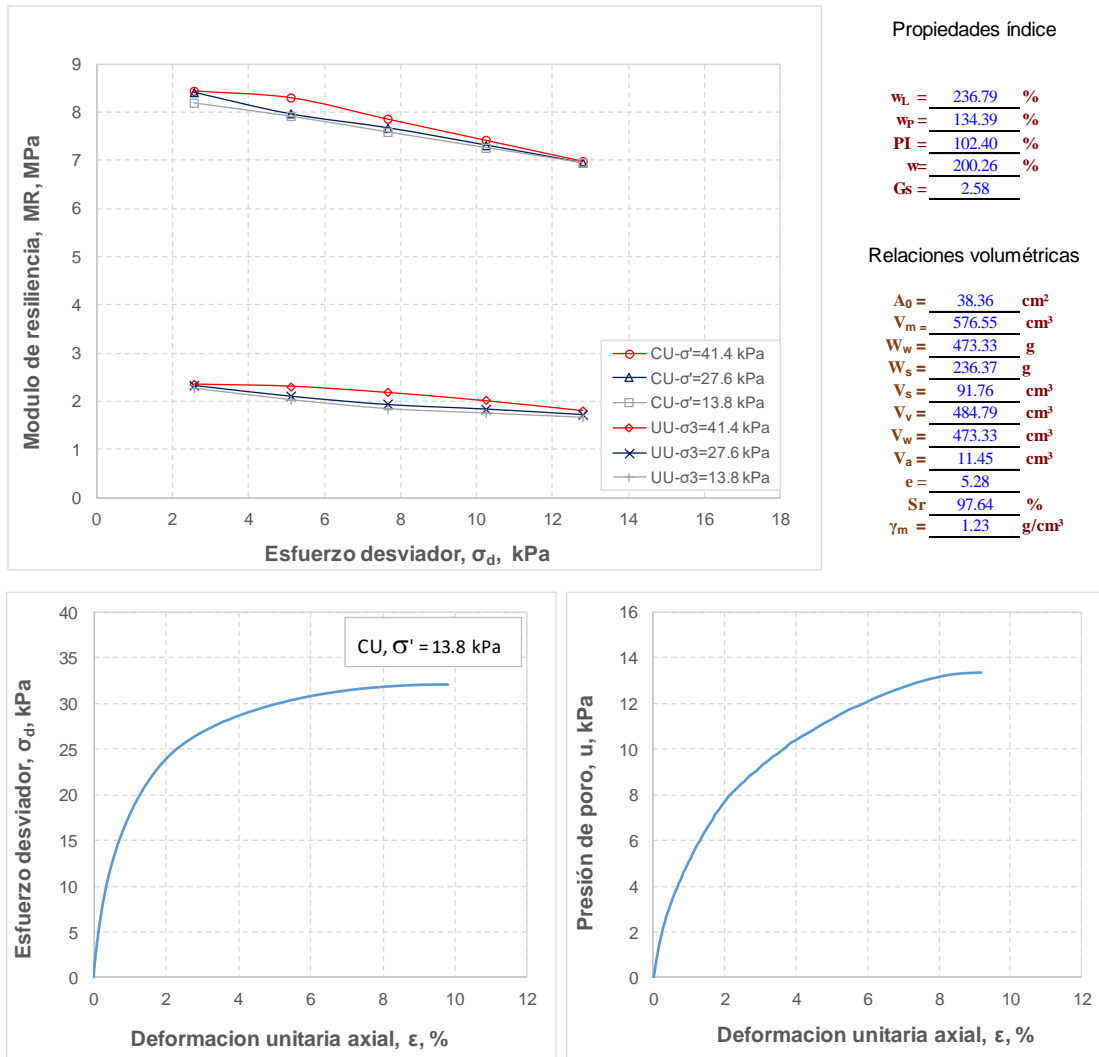 Modulo de resiliencia, MR, MPa
9
8
7
6
5
4
3
2
1
0
0 2 4 6 8 10 12 14 16 18
Esfuerzo desviador, σd, kPa
CU-σ'=41.4 kPa
CU-σ'=27.6 kPa
CU-σ'=13.8 kPa
UU-σ3=41.4 kPa
UU-σ3=27.6 kPa
UU-σ3=13.8 kPa
Propiedades índice
wL = 236.79 %
wP = 134.39 %
PI = 102.40 %
w= 200.26 %
Gs = 2.58
Relaciones volumétricas
A0 = 38.36 cm²
Vm = 576.55 cm³
Ww = 473.33 g
Ws = 236.37 g
Vs = 91.76 cm³
Vv = 484.79 cm³
Vw = 473.33 cm³
Va = 11.45 cm³
e = 5.28
Sr 97.64 %
γm = 1.23 g/cm³
Esfuerzo desviador, σd, kPa
40
35
30
25
20
15
10
5
0
0 2 4 6 8 10 12
CU, σ' = 13.8 kPa
Deformacion unitaria axial, ε, %
Presión de poro, u, kPa
16
14
12
10
8
6
4
2
0
0 2 4 6 8 10 12
Deformacion unitaria axial, ε, %